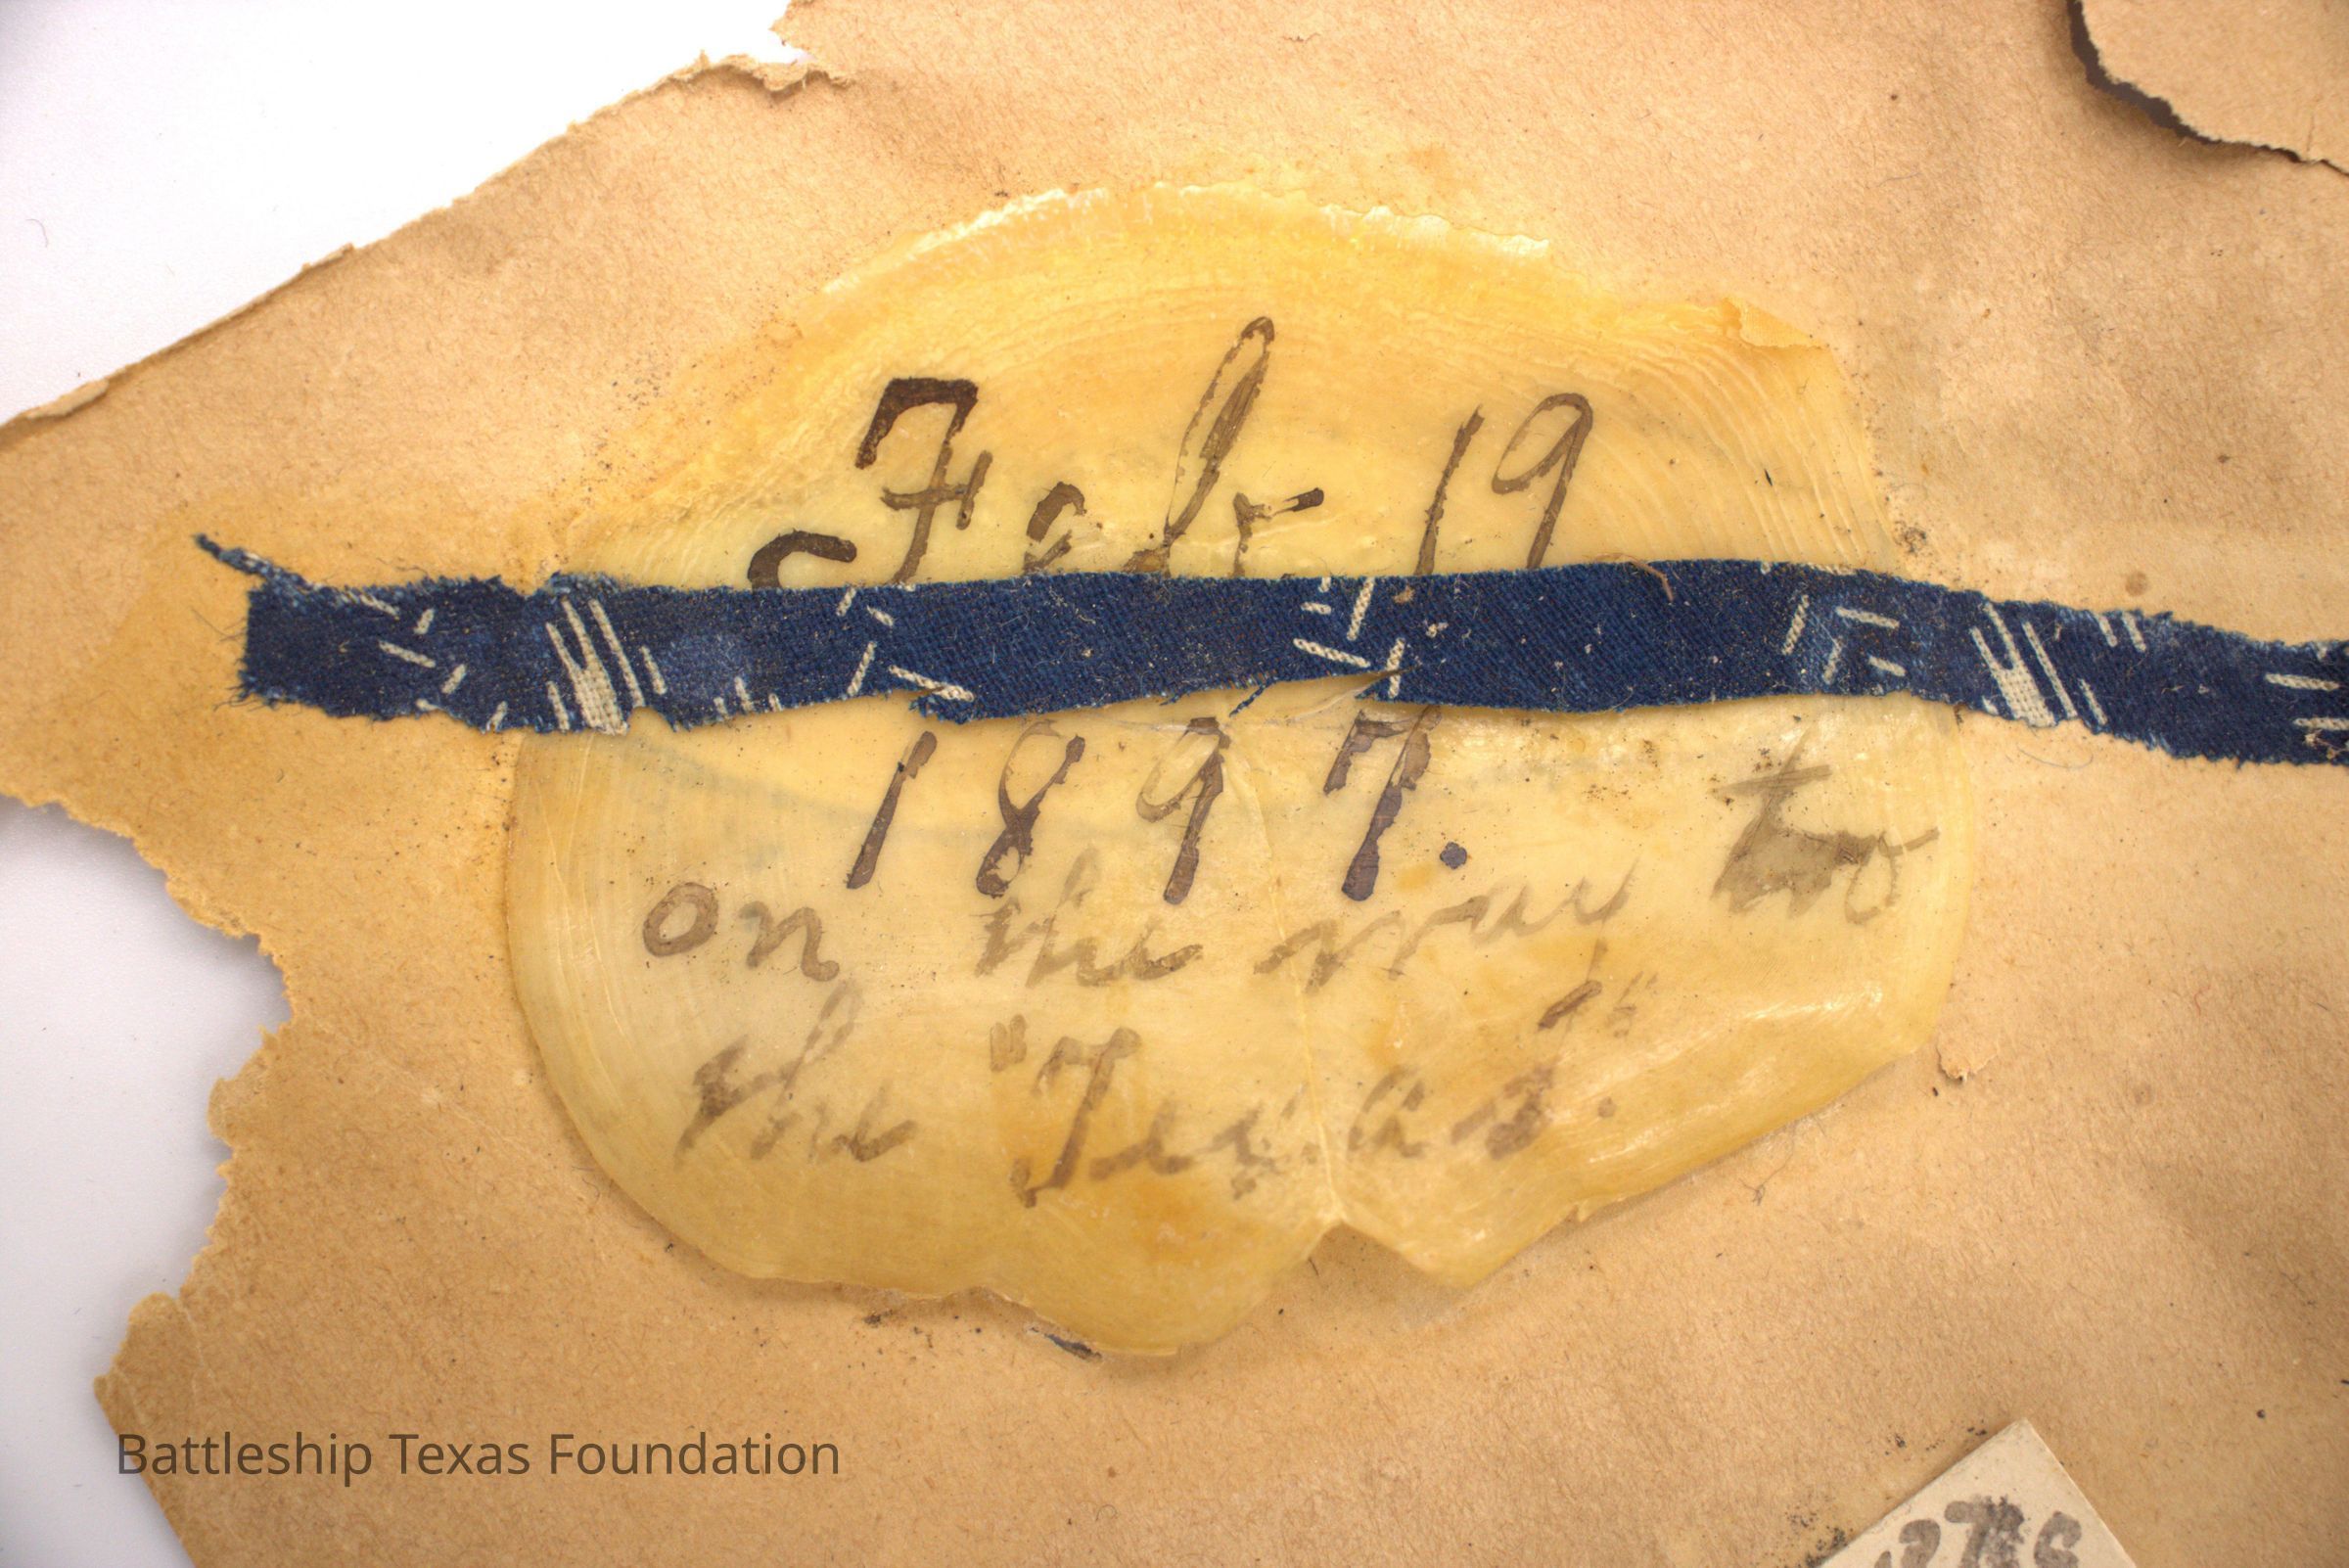 Feb 19
1897.
on the way to
the "Texas".
Battleship Texas Foundation